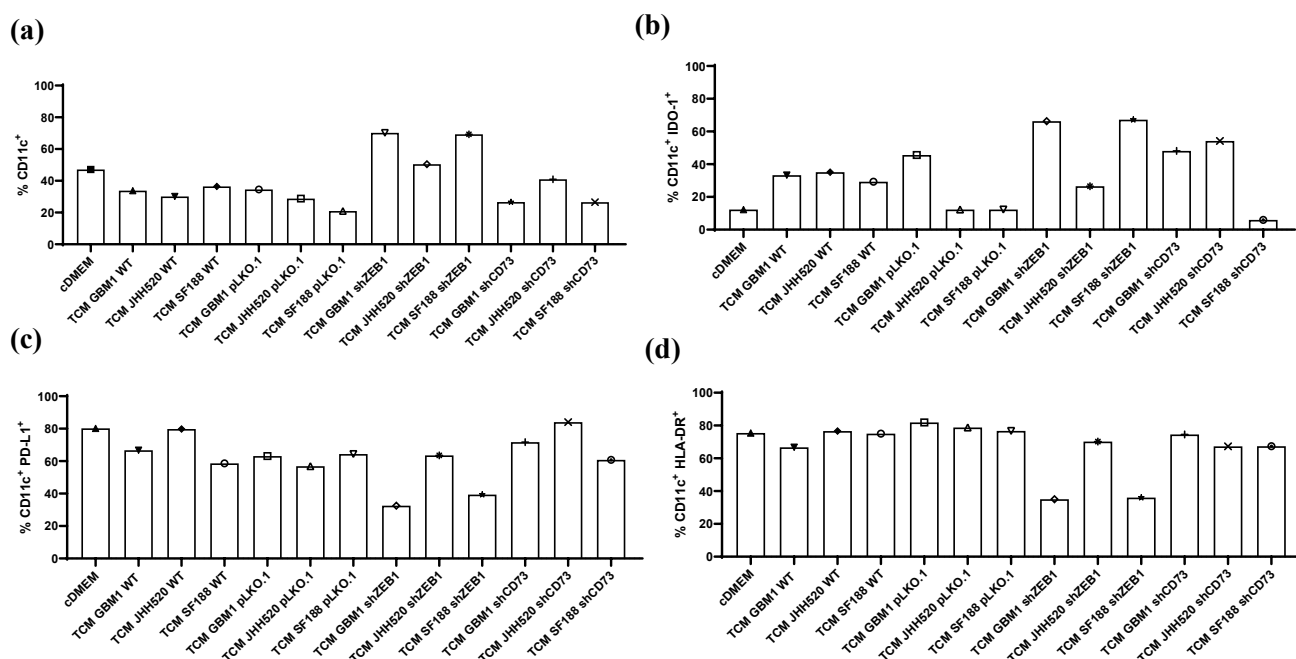 (a)
% CD11c+
100
80
60
40
20
0
cDMEM
TCM GBM1 WT
TCM JHH520 WT
TCM SF188 WT
TCM GBM1 pLKO.1
TCM JHH520 pLKO.1
TCM SF188 pLKO.1
TCM GBM1 shZEB1
TCM JHH520 shZEB1
TCM SF188 shZEB1
TCM GBM1 shCD73
TCM JHH520 shCD73
TCM SF188 shCD73
(b)
% CD11c+ IDO-1+
100
80
60
40
20
0
cDMEM
TCM GBM1 WT
TCM JHH520 WT
TCM SF188 WT
TCM GBM1 pLKO.1
TCM JHH520 pLKO.1
TCM SF188 pLKO.1
TCM GBM1 shZEB1
TCM JHH520 shZEB1
TCM SF188 shZEB1
TCM GBM1 shCD73
TCM JHH520 shCD73
TCM SF188 shCD73
(c)
% CD11c+ PD-L1+
100
80
60
40
20
0
cDMEM
TCM GBM1 WT
TCM JHH520 WT
TCM SF188 WT
TCM GBM1 pLKO.1
TCM JHH520 pLKO.1
TCM SF188 pLKO.1
TCM GBM1 shZEB1
TCM JHH520 shZEB1
TCM SF188 shZEB1
TCM GBM1 shCD73
TCM JHH520 shCD73
TCM SF188 shCD73
(d)
% CD11c+ HLA-DR+
100
80
60
40
20
0
cDMEM
TCM GBM1 WT
TCM JHH520 WT
TCM SF188 WT
TCM GBM1 pLKO.1
TCM JHH520 pLKO.1
TCM SF188 pLKO.1
TCM GBM1 shZEB1
TCM JHH520 shZEB1
TCM SF188 shZEB1
TCM GBM1 shCD73
TCM JHH520 shCD73
TCM SF188 shCD73